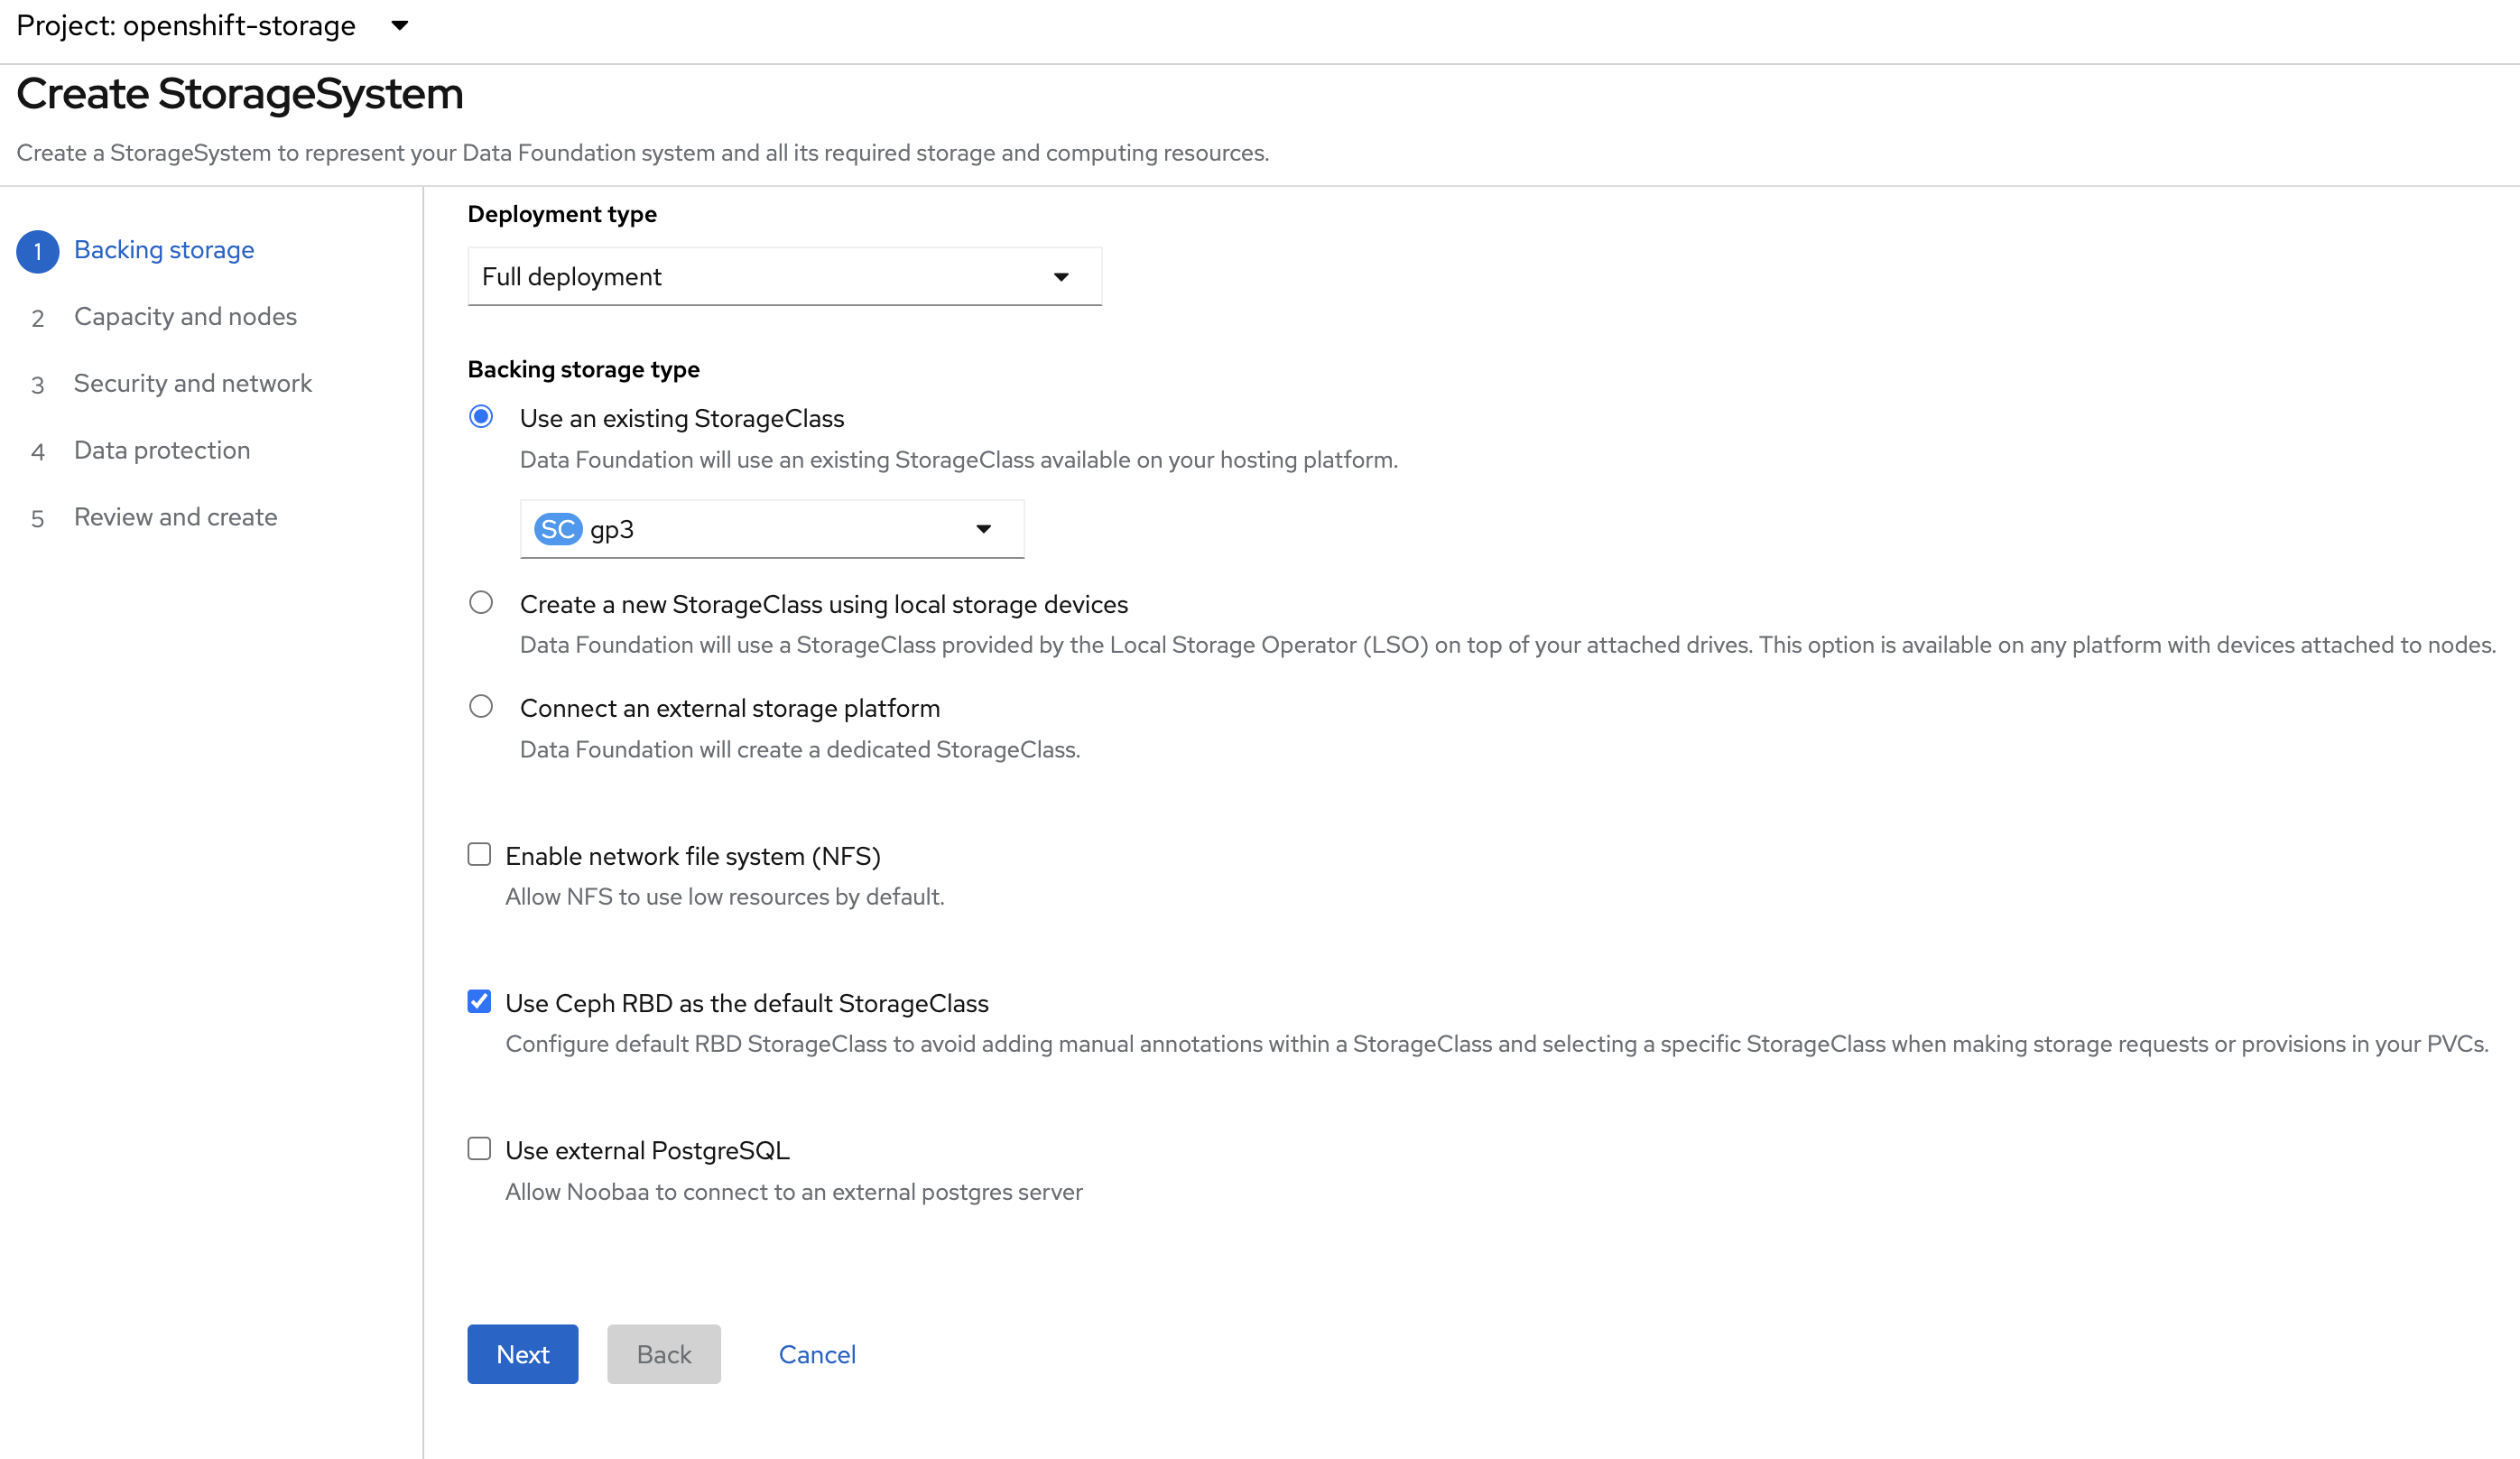 Project: openshift-storage
Create StorageSystem
Create a StorageSystem to represent your Data Foundation system and all its required storage and computing resources.
1 Backing storage
2 Capacity and nodes
3 Security and network
4 Data protection
5 Review and create
Deployment type
Full deployment
Backing storage type
Use an existing StorageClass
Data Foundation will use an existing StorageClass available on your hosting platform.
SC gp3
Create a new StorageClass using local storage devices
Data Foundation will use a StorageClass provided by the Local Storage Operator (LSO) on top of your attached drives. This option is available on any platform with devices attached to nodes.
Connect an external storage platform
Data Foundation will create a dedicated StorageClass.
Enable network file system (NFS)
Allow NFS to use low resources by default.
Use Ceph RBD as the default StorageClass
Configure default RBD StorageClass to avoid adding manual annotations within a StorageClass and selecting a specific StorageClass when making storage requests or provisions in your PVCs.
Use external PostgreSQL
Allow Noobaa to connect to an external postgres server
Next Back Cancel